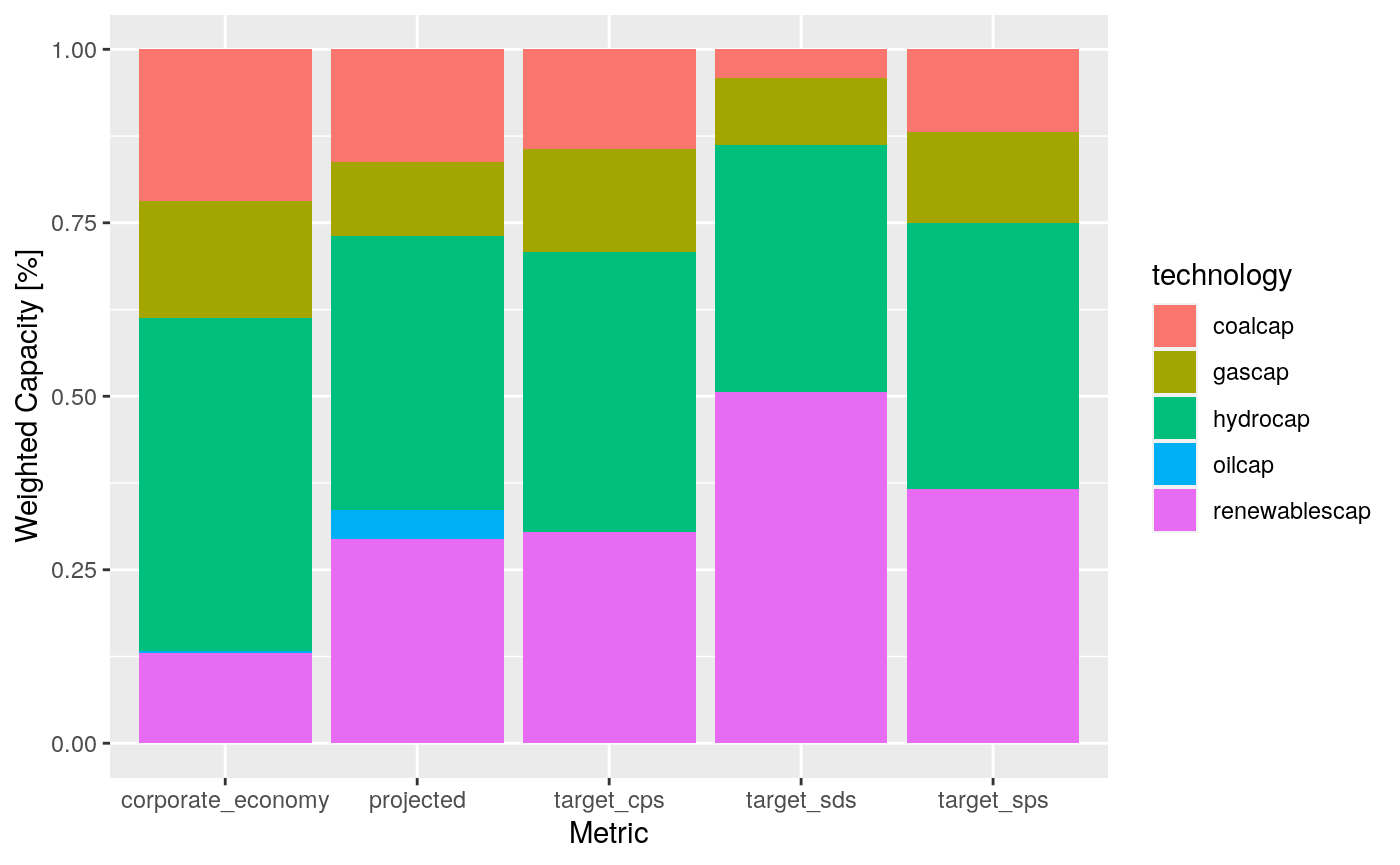 Weighted Capacity [%]
1.00
0.75
0.50
0.25
0.00
corporate_economy
projected
target_cps
target_sds
target_sps
Metric
technology
coalcap
gascap
hydrocap
oilcap
renewablescap